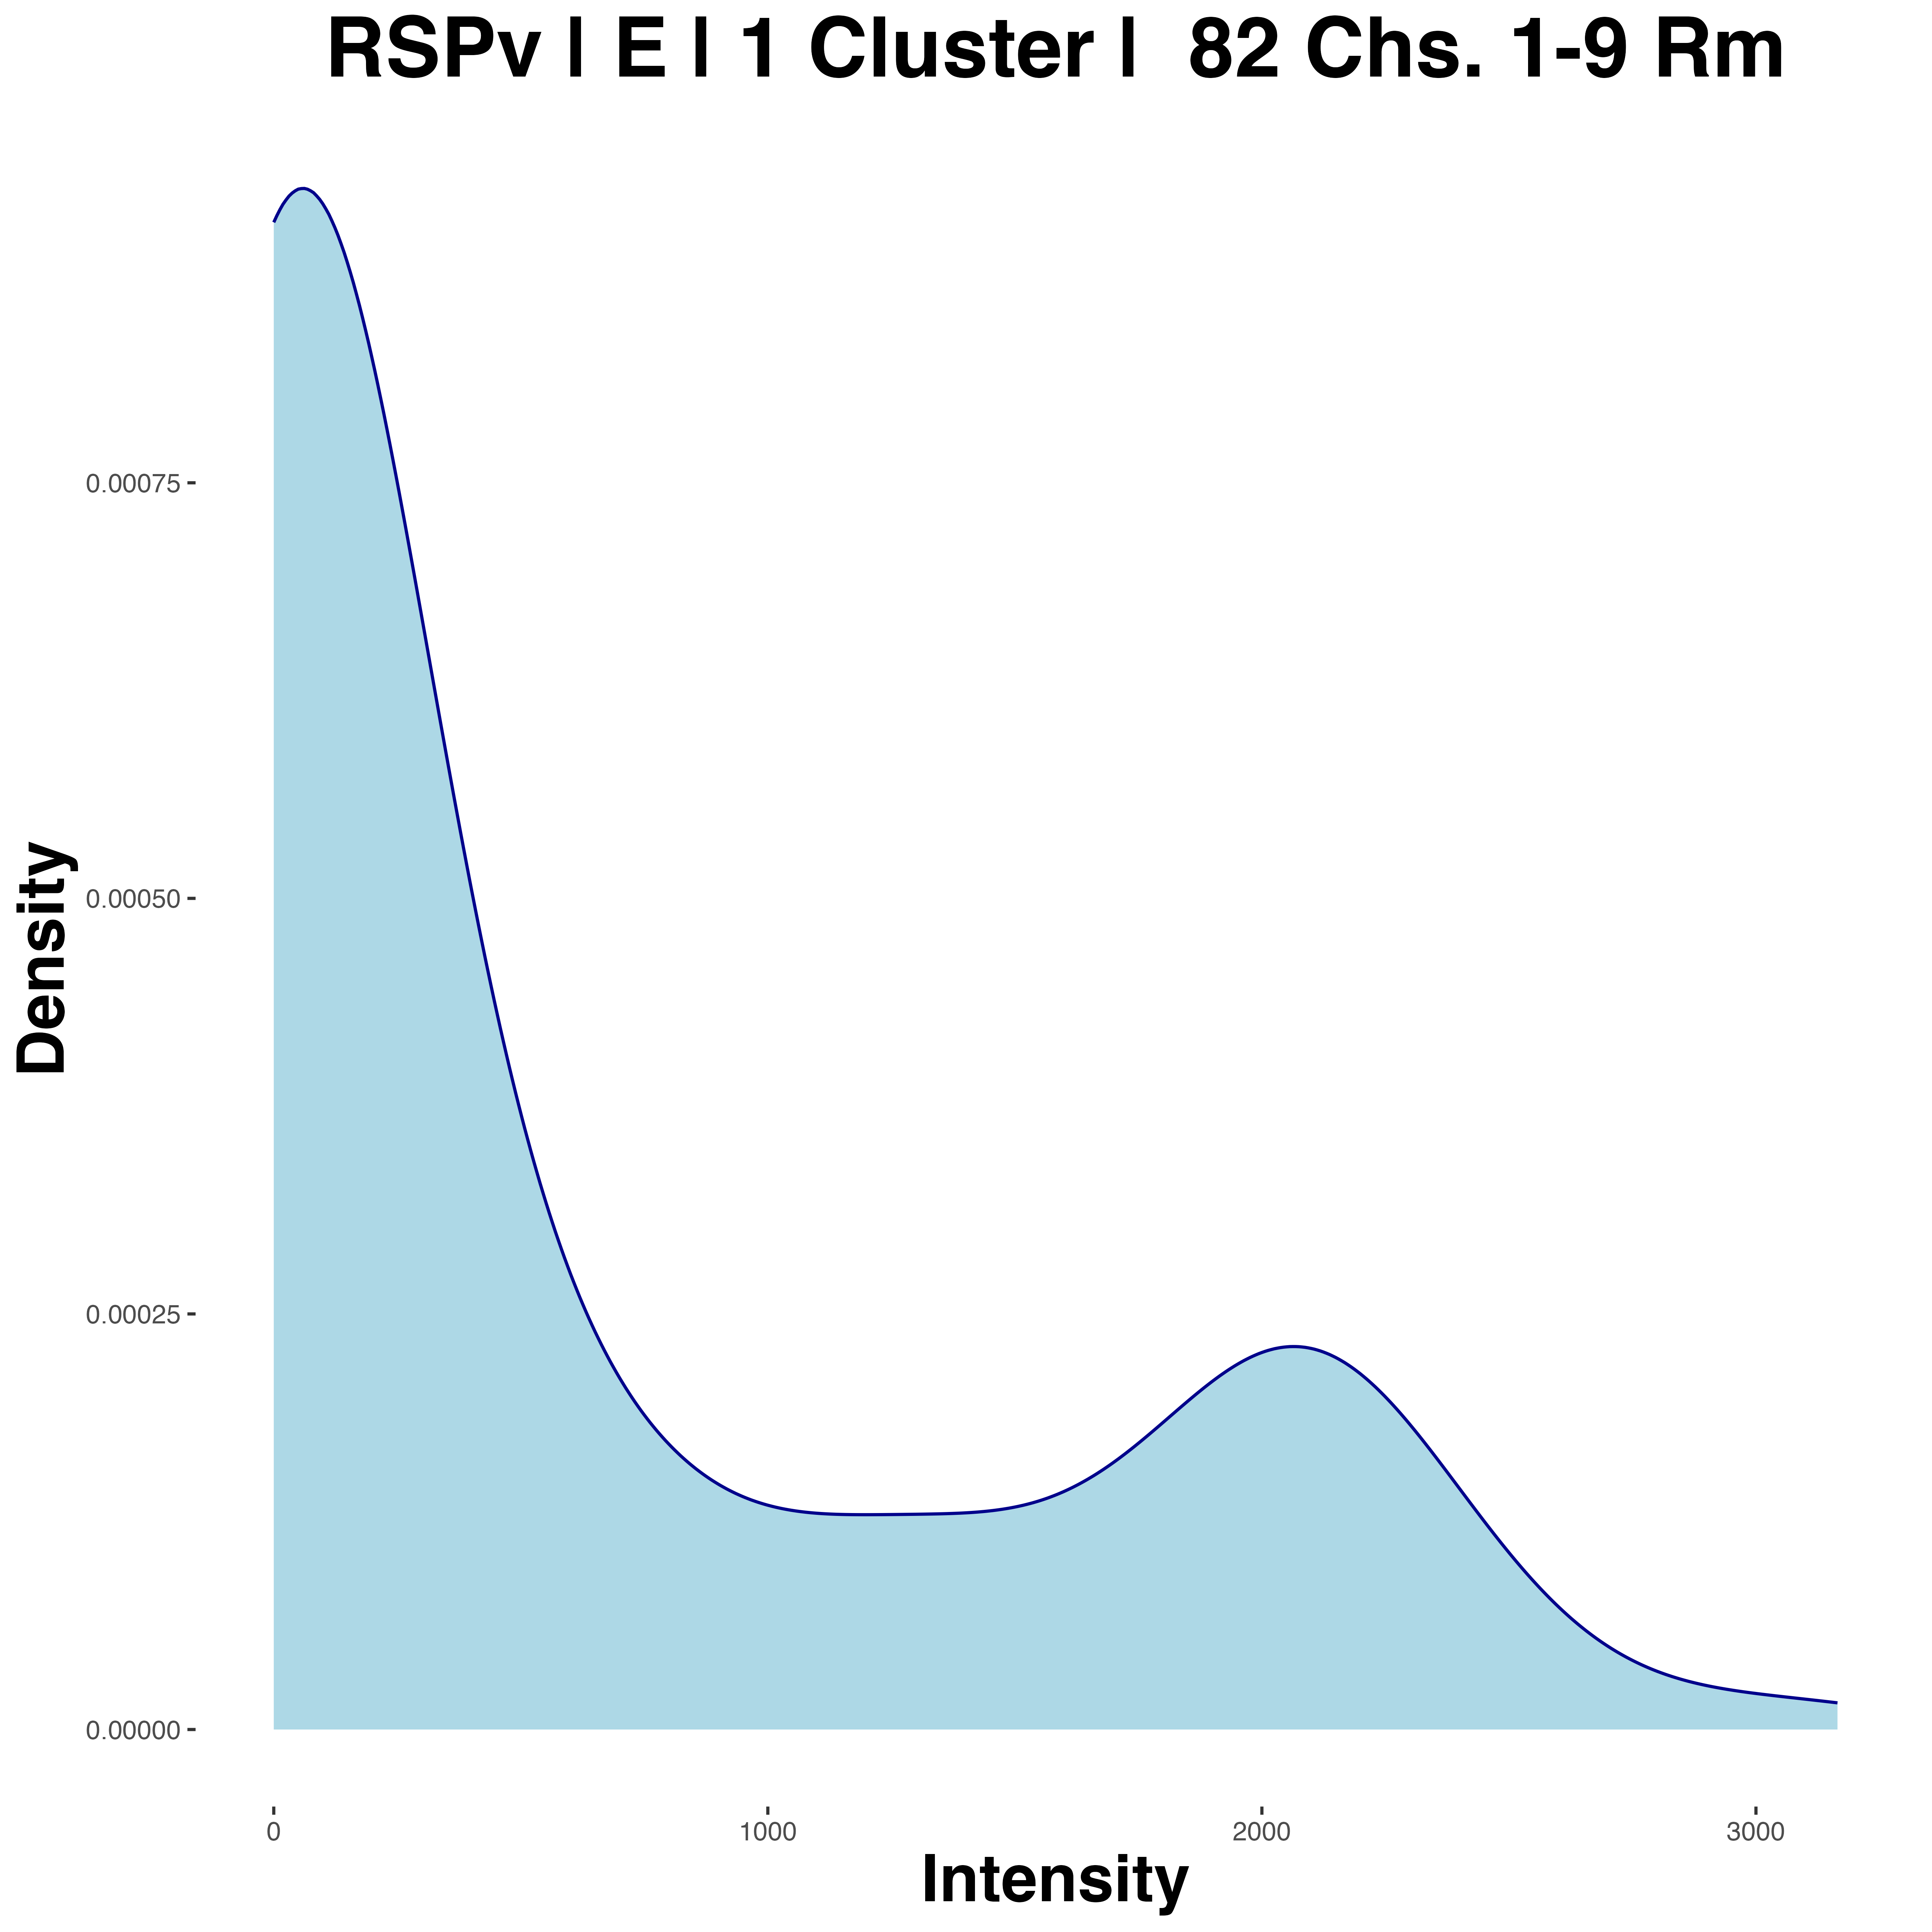 RSPv | E | 1 Cluster |  82 Chs. 1-9 Rm
0.00075
0.00050
0.00025
0.00000
Density
0 1000 2000 3000
Intensity